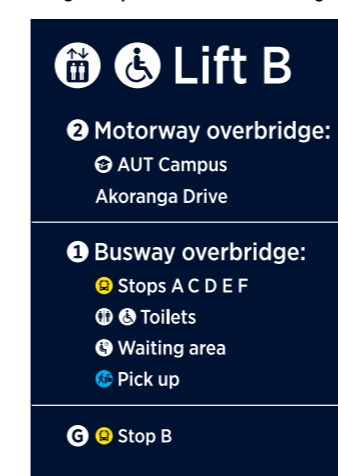 Lift B
2 Motorway overbridge:
AUT Campus
Akoranga Drive
1 Busway overbridge:
Stops A C D E F
Toilets
Waiting area
Pick up
G Stop B